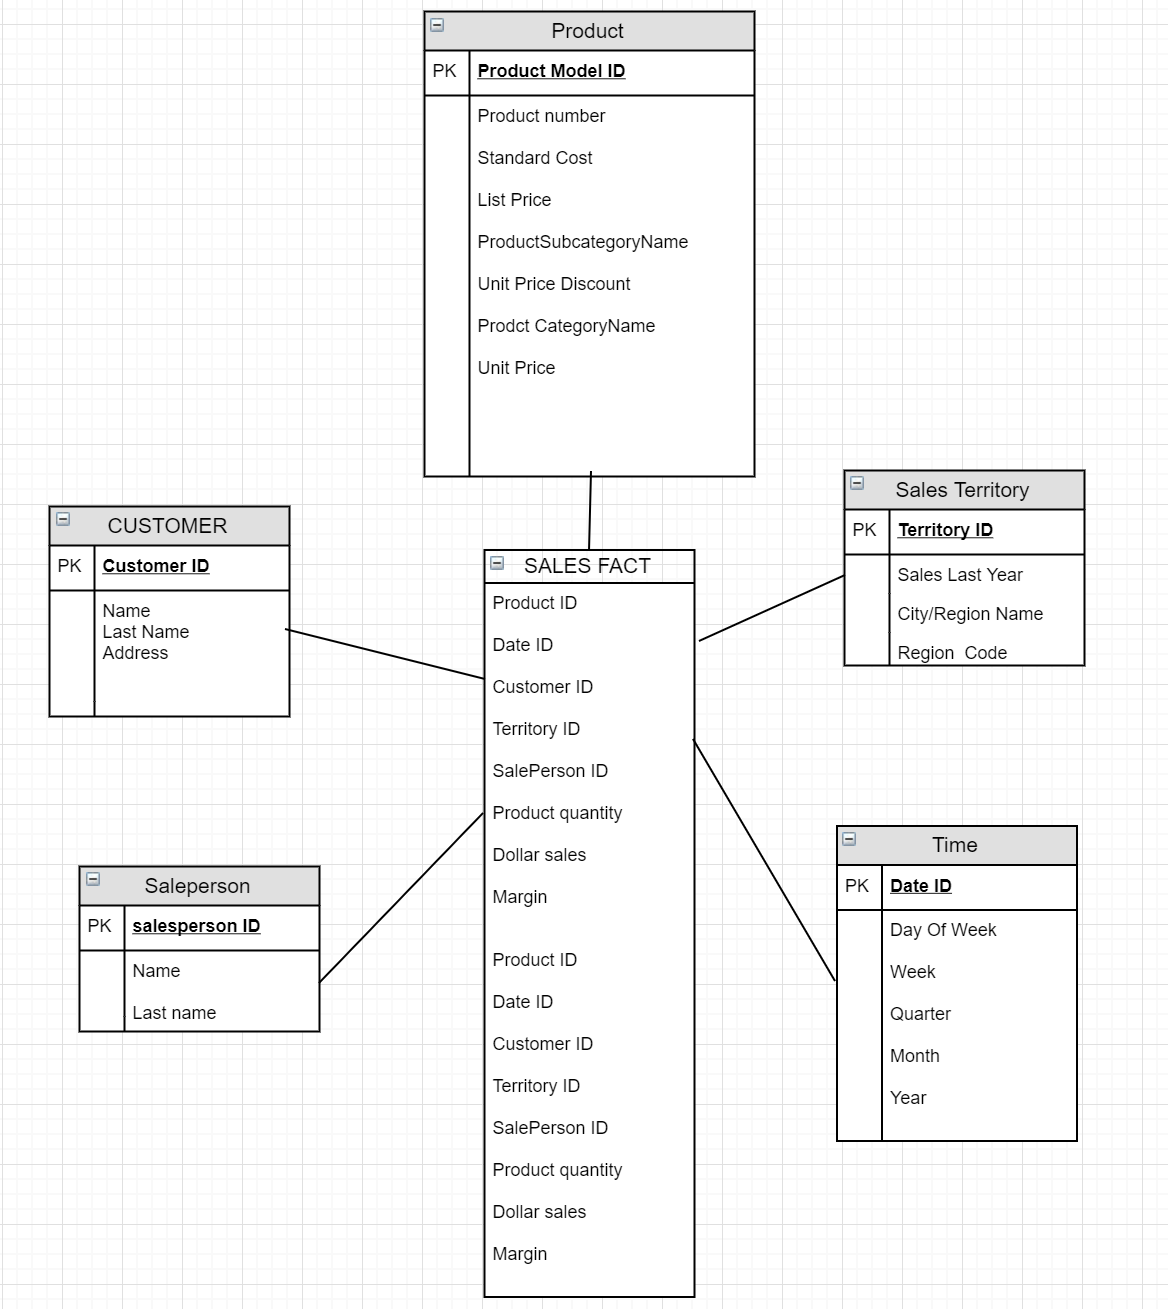 Product
PK
Product Model ID
Product number
Standard Cost
List Price
ProductSubcategoryName
Unit Price Discount
Prodct CategoryName
Unit Price
CUSTOMER
PK
Customer ID
Name
Last Name
Address
Sales Territory
PK
Territory ID
Sales Last Year
City/Region Name
Region  Code
SALES FACT
Product ID
Date ID
Customer ID
Territory ID
SalePerson ID
Product quantity
Dollar sales
Margin
Product ID
Date ID
Customer ID
Territory ID
SalePerson ID
Product quantity
Dollar sales
Margin
Saleperson
PK
salesperson ID
Name
Last name
Time
PK
Date ID
Day Of Week
Week
Quarter
Month
Year